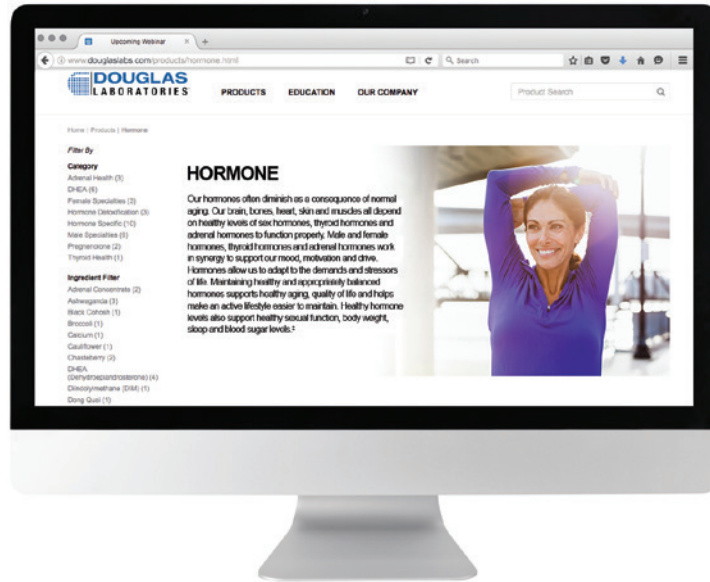 Upcoming Webinar
www.douglaslabs.com/products/hormone.html
Search
DOUGLAS
LABORATORIES
PRODUCTS
EDUCATION
OUR COMPANY
Product Search
Home | Products | Hormone
Filter By
Category
Adrenal Health (3)
DHEA (6)
Female Specialties (3)
Hormone Detoxification (3)
Hormone Specific (10)
Male Specialties (5)
Pregnenolone (2)
Thyroid Health (1)
Ingredient Filter
Adrenal Concentrate (2)
Ashwaganda (3)
Black Cohosh (1)
Broccoli (1)
Calcium (1)
Cauliflower (1)
Chasteberry (2)
DHEA
(Dehydroepiandrosterone) (4)
Diindolymethane (DIM) (1)
Dong Quai (1)
HORMONE
Our hormones often diminish as a consequence of normal
aging. Our brain, bones, heart, skin and muscles all depend
on healthy levels of sex hormones, thyroid hormones and
adrenal hormones to function properly. Male and female
hormones, thyroid hormones and adrenal hormones work
in synergy to support our mood, motivation and drive.
Hormones allow us to adapt to the demands and stressors
of life. Maintaining healthy and appropriately balanced
hormones supports healthy aging, quality of life and helps
make an active lifestyle easier to maintain. Healthy hormone
levels also support healthy sexual function, body weight,
sleep and blood sugar levels.²